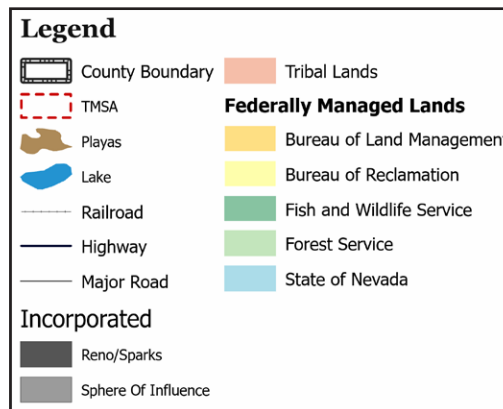 Legend
County Boundary
TMSA
Playas
Lake
Railroad
Highway
Major Road
Incorporated
Reno/Sparks
Sphere Of Influence
Tribal Lands
Federally Managed Lands
Bureau of Land Management
Bureau of Reclamation
Fish and Wildlife Service
Forest Service
State of Nevada